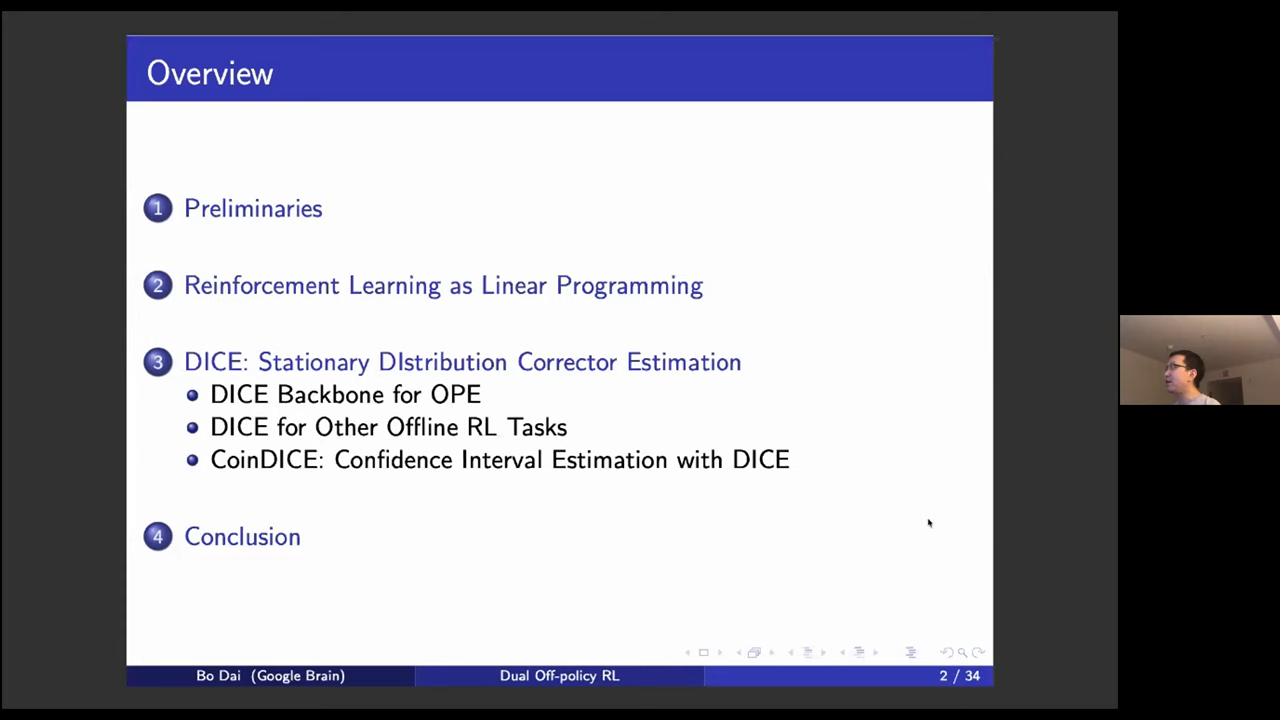 Overview
1 Preliminaries
2 Reinforcement Learning as Linear Programming
3 DICE: Stationary DIstribution Corrector Estimation
DICE Backbone for OPE
DICE for Other Offline RL Tasks
CoinDICE: Confidence Interval Estimation with DICE
4 Conclusion
Bo Dai (Google Brain) Dual Off-policy RL 2 / 34